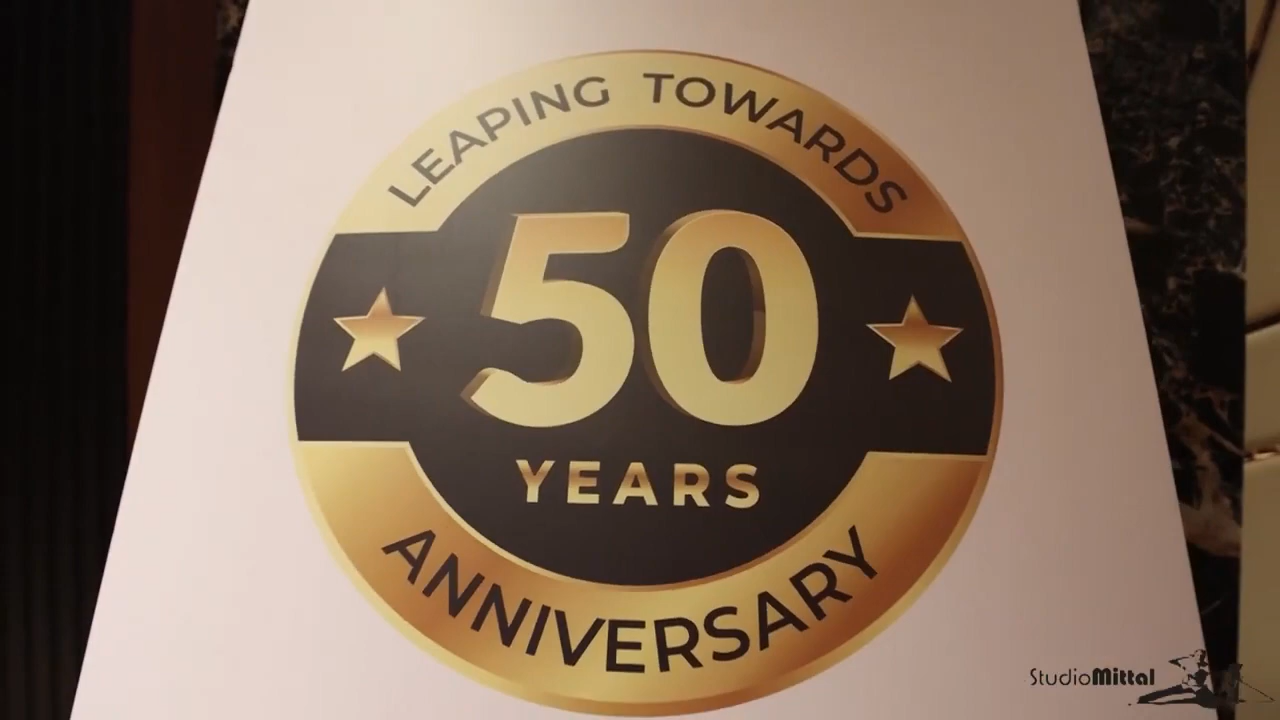 LEAPING TOWARDS
50
YEARS
ANNIVERSARY
StudioMittal